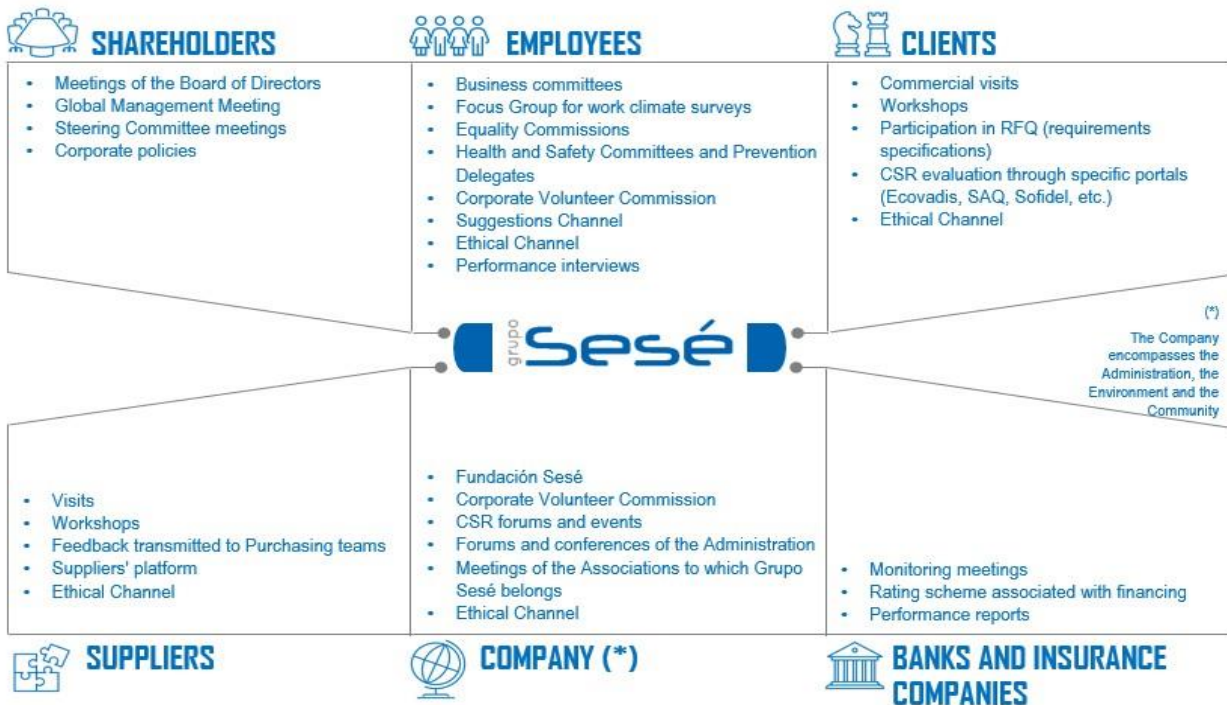 SHAREHOLDERS
• Meetings of the Board of Directors
• Global Management Meeting
• Steering Committee meetings
• Corporate policies
EMPLOYEES
• Business committees
• Focus Group for work climate surveys
• Equality Commissions
• Health and Safety Committees and Prevention
Delegates
• Corporate Volunteer Commission
• Suggestions Channel
• Ethical Channel
• Performance interviews
CLIENTS
• Commercial visits
• Workshops
• Participation in RFQ (requirements
specifications)
• CSR evaluation through specific portals
(Ecovadis, SAQ, Sofidel, etc.)
• Ethical Channel
grupo Sesé
(*)
The Company
encompasses the
Administration, the
Environment and the
Community
• Visits
• Workshops
• Feedback transmitted to Purchasing teams
• Suppliers' platform
• Ethical Channel
SUPPLIERS
• Fundación Sesé
• Corporate Volunteer Commission
• CSR forums and events
• Forums and conferences of the Administration
• Meetings of the Associations to which Grupo
Sesé belongs
• Ethical Channel
COMPANY (*)
• Monitoring meetings
• Rating scheme associated with financing
• Performance reports
BANKS AND INSURANCE
COMPANIES